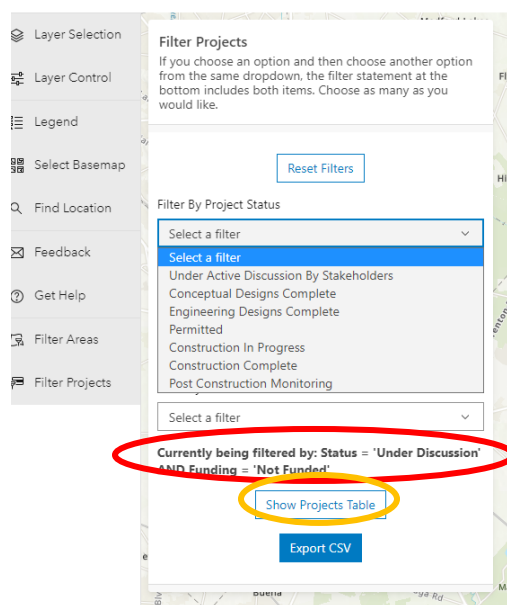 Layer Selection
Layer Control
Legend
Select Basemap
Find Location
Feedback
Get Help
Filter Areas
Filter Projects
Filter Projects
If you choose an option and then choose another option
from the same dropdown, the filter statement at the
bottom includes both items. Choose as many as you
would like.
Reset Filters
Filter By Project Status
Select a filter
Select a filter
Under Active Discussion By Stakeholders
Conceptual Designs Complete
Engineering Designs Complete
Permitted
Construction In Progress
Construction Complete
Post Construction Monitoring
Select a filter
Currently being filtered by: Status = 'Under Discussion'
AND Funding = 'Not Funded'
Show Projects Table
Export CSV
Buena